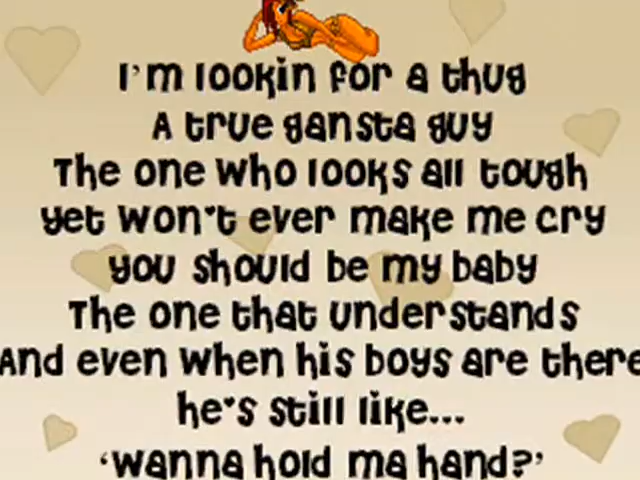 I'm lookin for a thug
A true gansta guy
The one who looks all tough
yet won't ever make me cry
you should be my baby
The one that understands
And even when his boys are there
he's still like...
'wanna hold ma hand?'